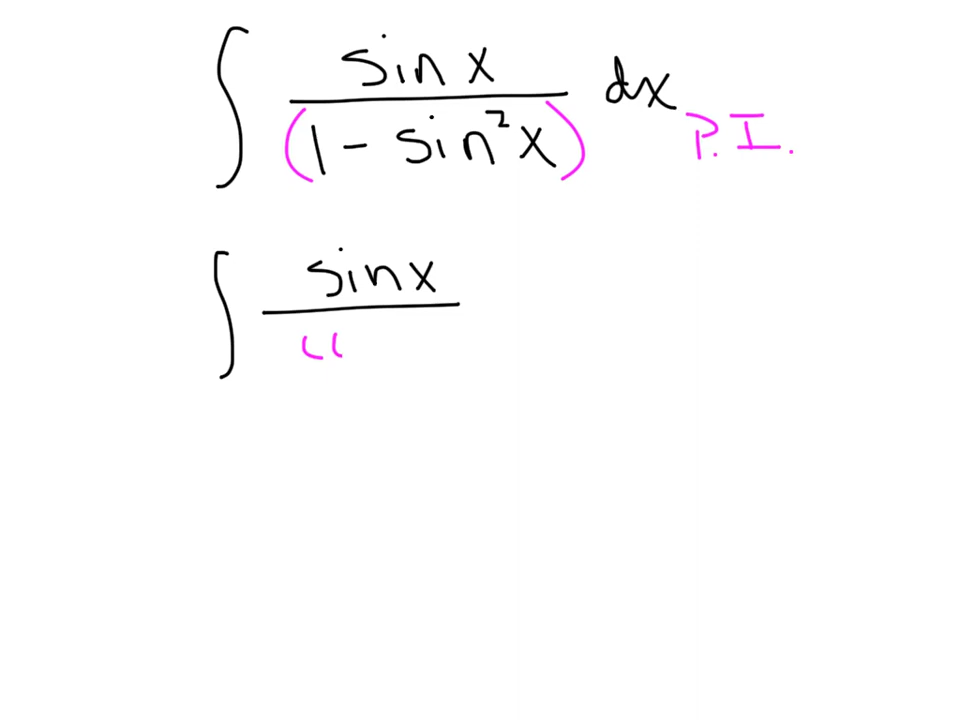 ∫ sin x / (1 - sin²x) dx P.I.
∫ sin x /